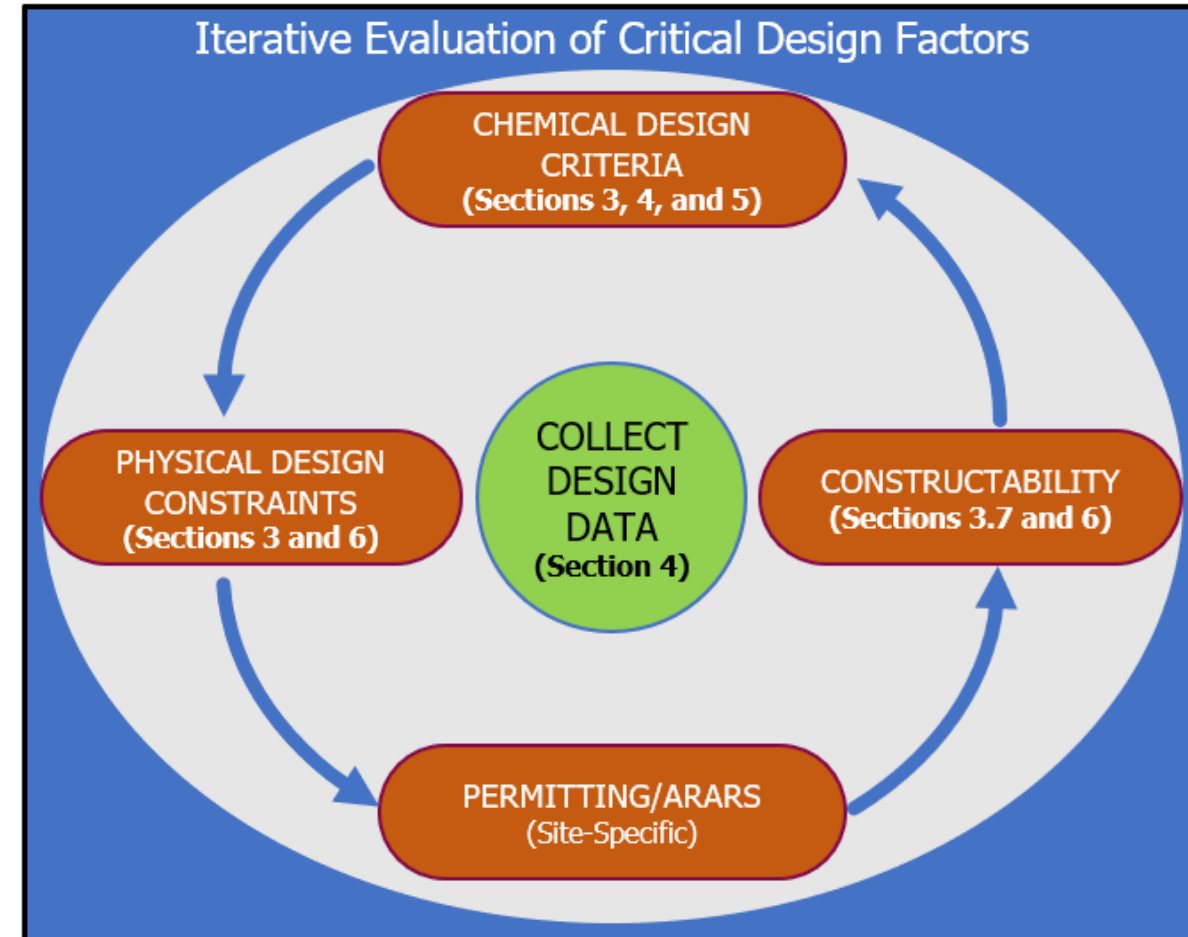 Iterative Evaluation of Critical Design Factors
CHEMICAL DESIGN
CRITERIA
(Sections 3, 4, and 5)
PHYSICAL DESIGN
CONSTRAINTS
(Sections 3 and 6)
COLLECT
DESIGN
DATA
(Section 4)
CONSTRUCTABILITY
(Sections 3.7 and 6)
PERMITTING/ARARS
(Site-Specific)